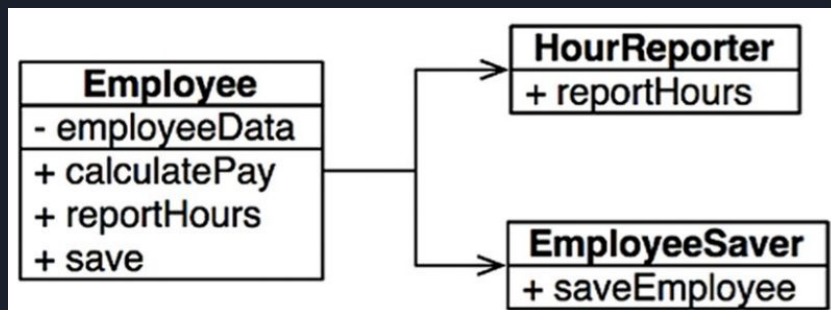 Employee
- employeeData
+ calculatePay
+ reportHours
+ save
HourReporter
+ reportHours
EmployeeSaver
+ saveEmployee